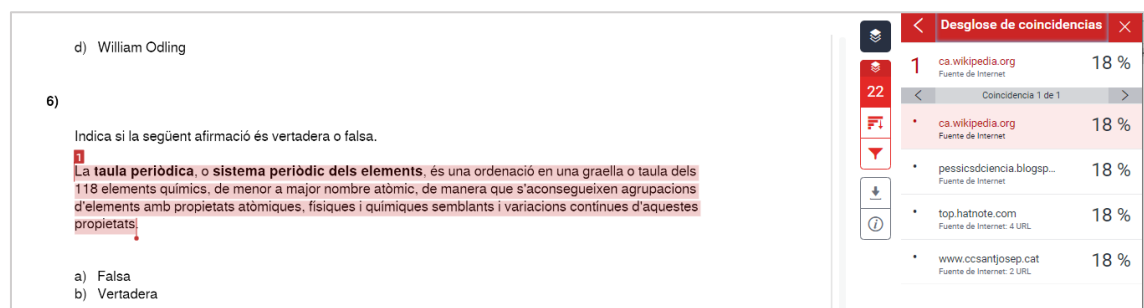 d) William Odling
6)
Indica si la següent afirmació és vertadera o falsa.
1
La taula periòdica, o sistema periòdic dels elements, és una ordenació en una graella o taula dels
118 elements químics, de menor a major nombre atòmic, de manera que s'aconsegueixen agrupacions
d'elements amb propietats atòmiques, físiques i químiques semblants i variacions contínues d'aquestes
propietats.
a) Falsa
b) Vertadera
22
Desglose de coincidencias
1 ca.wikipedia.org 18 %
Fuente de Internet
Coincidencia 1 de 1
ca.wikipedia.org 18 %
Fuente de Internet
pessicsdciencia.blogsp... 18 %
Fuente de Internet
top.hatnote.com 18 %
Fuente de Internet: 4 URL
www.ccsantjosep.cat 18 %
Fuente de Internet: 2 URL